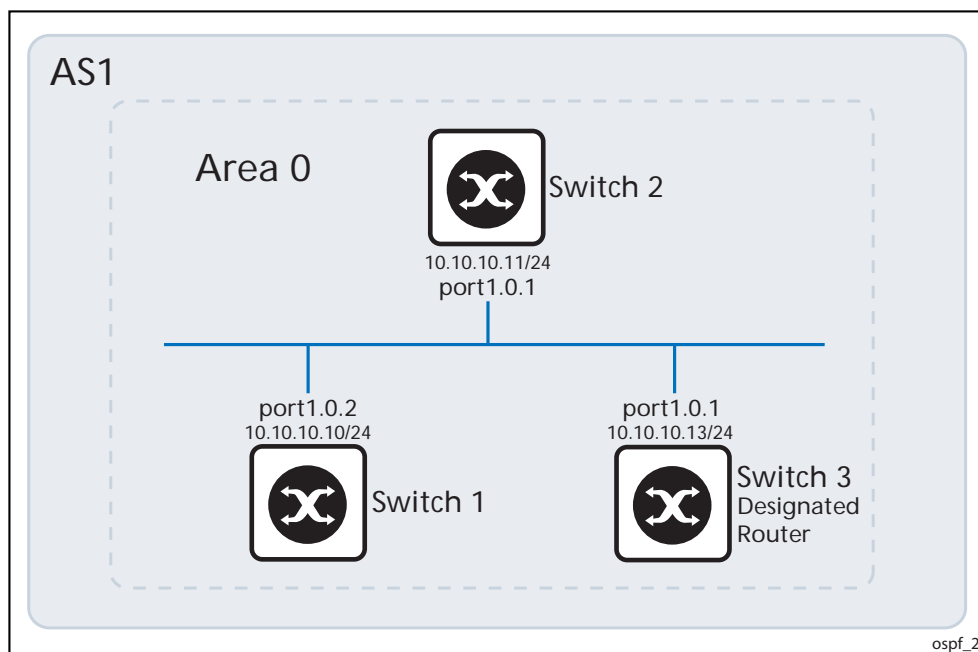 AS1
Area 0
Switch 2
10.10.10.11/24
port1.0.1
port1.0.2
10.10.10.10/24
Switch 1
port1.0.1
10.10.10.13/24
Switch 3
Designated
Router
ospf_2